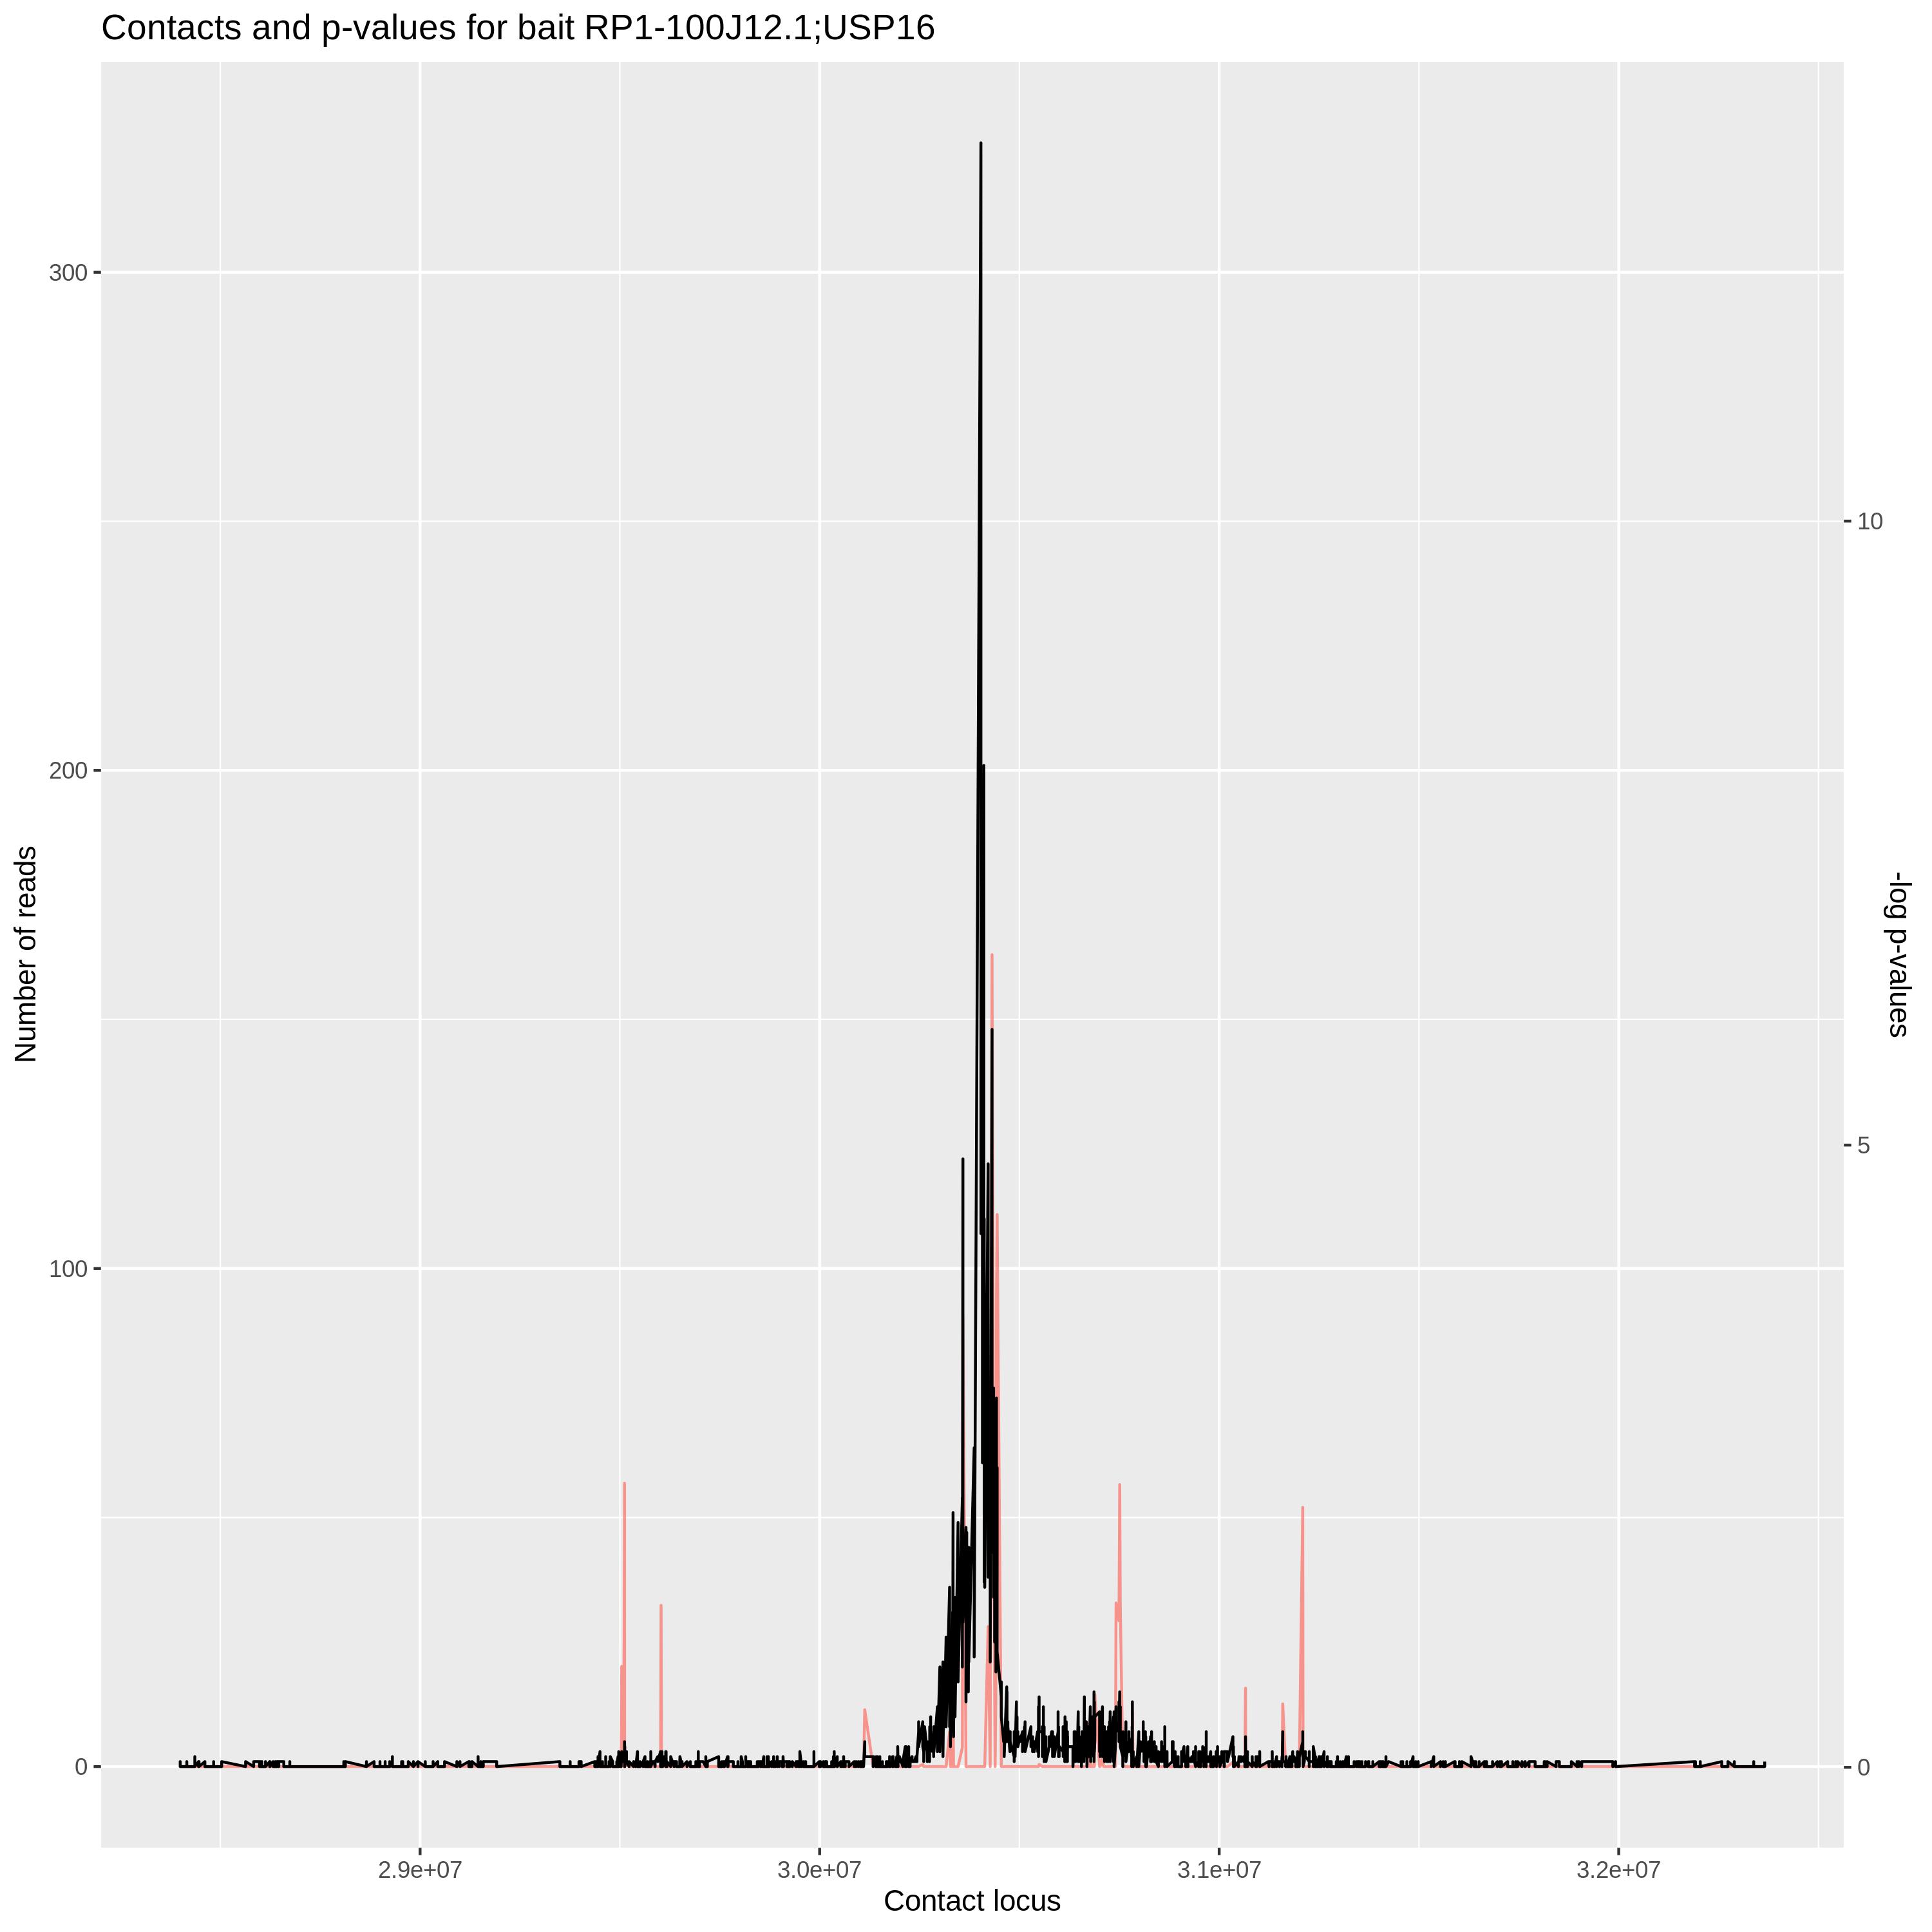 Contacts and p-values for bait RP1-100J12.1;USP16
300
200
100
0
Number of reads
10
5
0
-log p-values
2.9e+07
3.0e+07
3.1e+07
3.2e+07
Contact locus